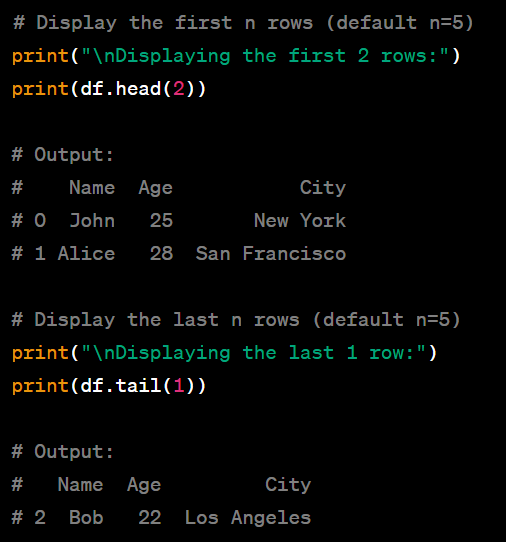 # Display the first n rows (default n=5)
print("\nDisplaying the first 2 rows:")
print(df.head(2))
# Output:
#    Name  Age           City
# 0  John   25       New York
# 1 Alice   28  San Francisco
# Display the last n rows (default n=5)
print("\nDisplaying the last 1 row:")
print(df.tail(1))
# Output:
#   Name  Age         City
# 2  Bob   22  Los Angeles